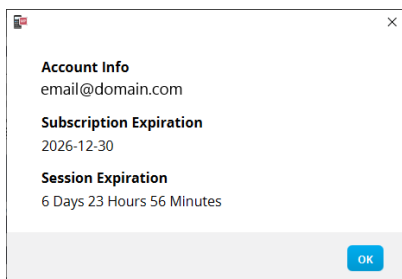 Account Info
email@domain.com
Subscription Expiration
2026-12-30
Session Expiration
6 Days 23 Hours 56 Minutes
OK